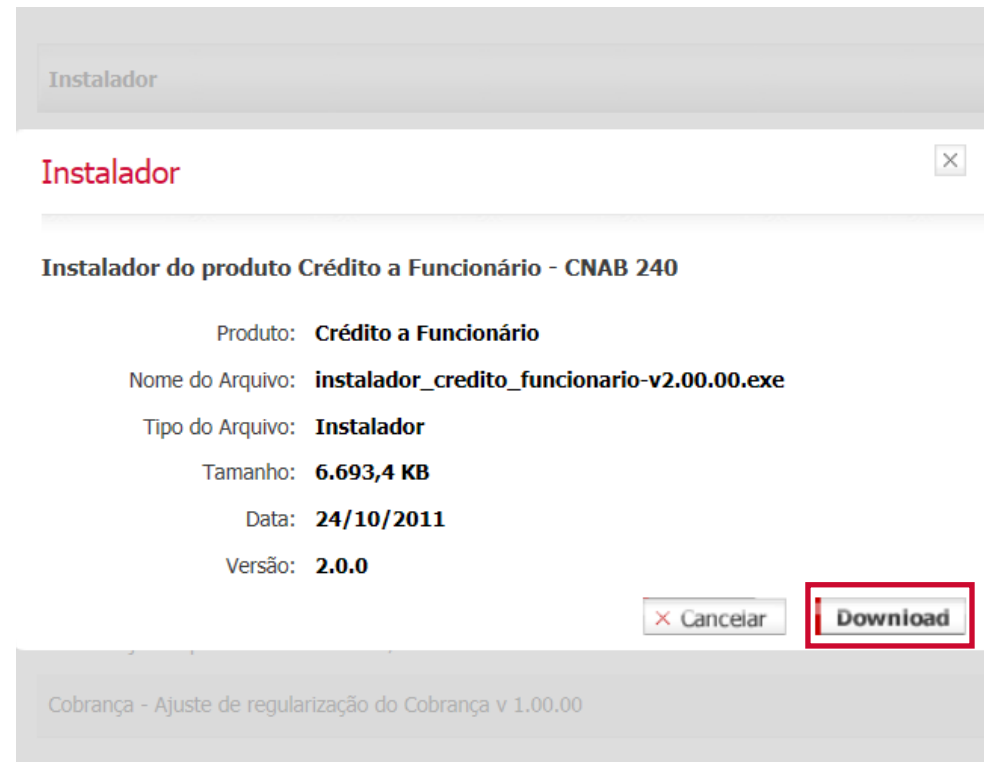 Instalador
Instalador
Instalador do produto Crédito a Funcionário - CNAB 240
Produto: Crédito a Funcionário
Nome do Arquivo: instalador_credito_funcionario-v2.00.00.exe
Tipo do Arquivo: Instalador
Tamanho: 6.693,4 KB
Data: 24/10/2011
Versão: 2.0.0
Cancelar Download
Cobrança - Ajuste de regularização do Cobrança v 1.00.00